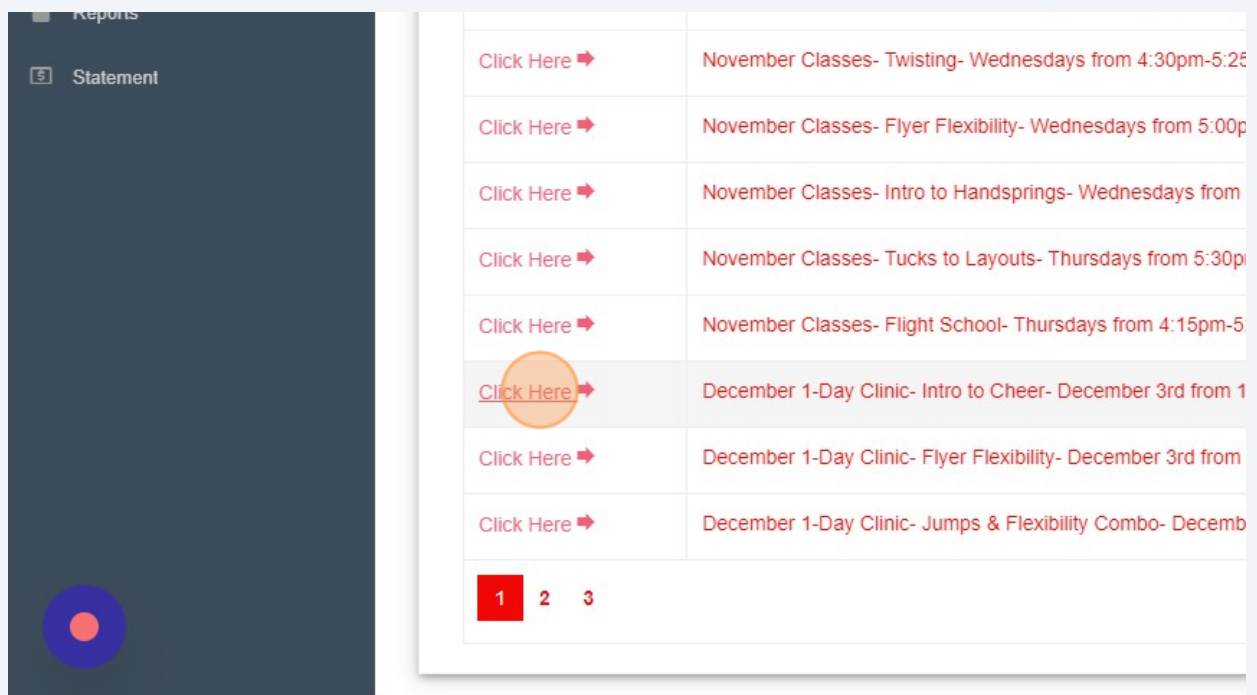 Reports
Statement
Click Here
November Classes- Twisting- Wednesdays from 4:30pm-5:25
Click Here
November Classes- Flyer Flexibility- Wednesdays from 5:00p
Click Here
November Classes- Intro to Handsprings- Wednesdays from
Click Here
November Classes- Tucks to Layouts- Thursdays from 5:30p
Click Here
November Classes- Flight School- Thursdays from 4:15pm-5:
Click Here
December 1-Day Clinic- Intro to Cheer- December 3rd from 1
Click Here
December 1-Day Clinic- Flyer Flexibility- December 3rd from
Click Here
December 1-Day Clinic- Jumps & Flexibility Combo- Decemb
1 2 3